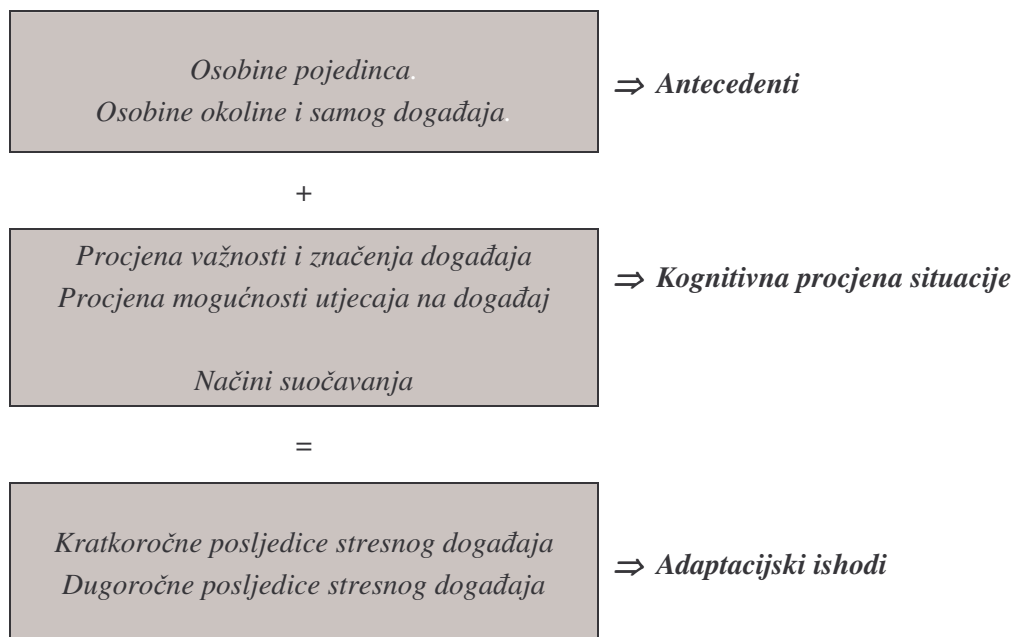 Osobine pojedinca.
Osobine okoline i samog događaja.
⇒ Antecedenti
+
Procjena važnosti i značenja događaja
Procjena mogućnosti utjecaja na događaj
Načini suočavanja
⇒ Kognitivna procjena situacije
=
Kratkoročne posljedice stresnog događaja
Dugoročne posljedice stresnog događaja
⇒ Adaptacijski ishodi